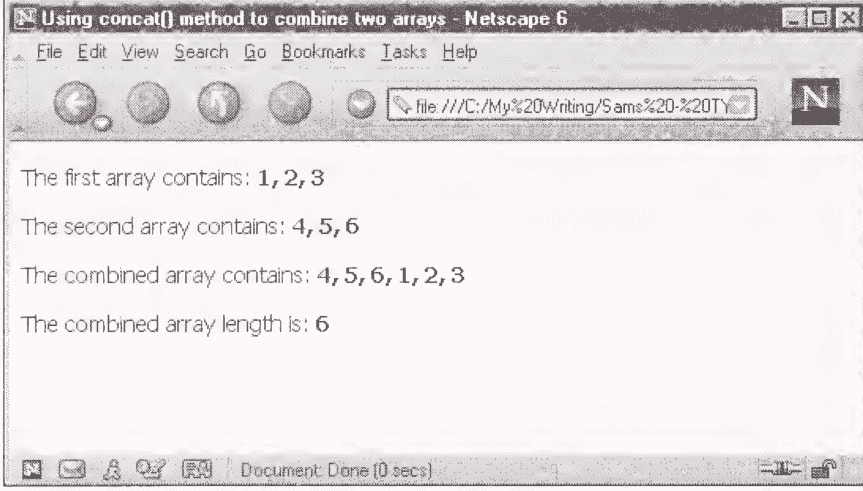 N Using concat() method to combine two arrays - Netscape 6
File Edit View Search Go Bookmarks Tasks Help
file:///C:/My%20Writing/Sams%20-%20TY
N
The first array contains: 1, 2, 3
The second array contains: 4, 5, 6
The combined array contains: 4, 5, 6, 1, 2, 3
The combined array length is: 6
N
Document: Done (0 secs)